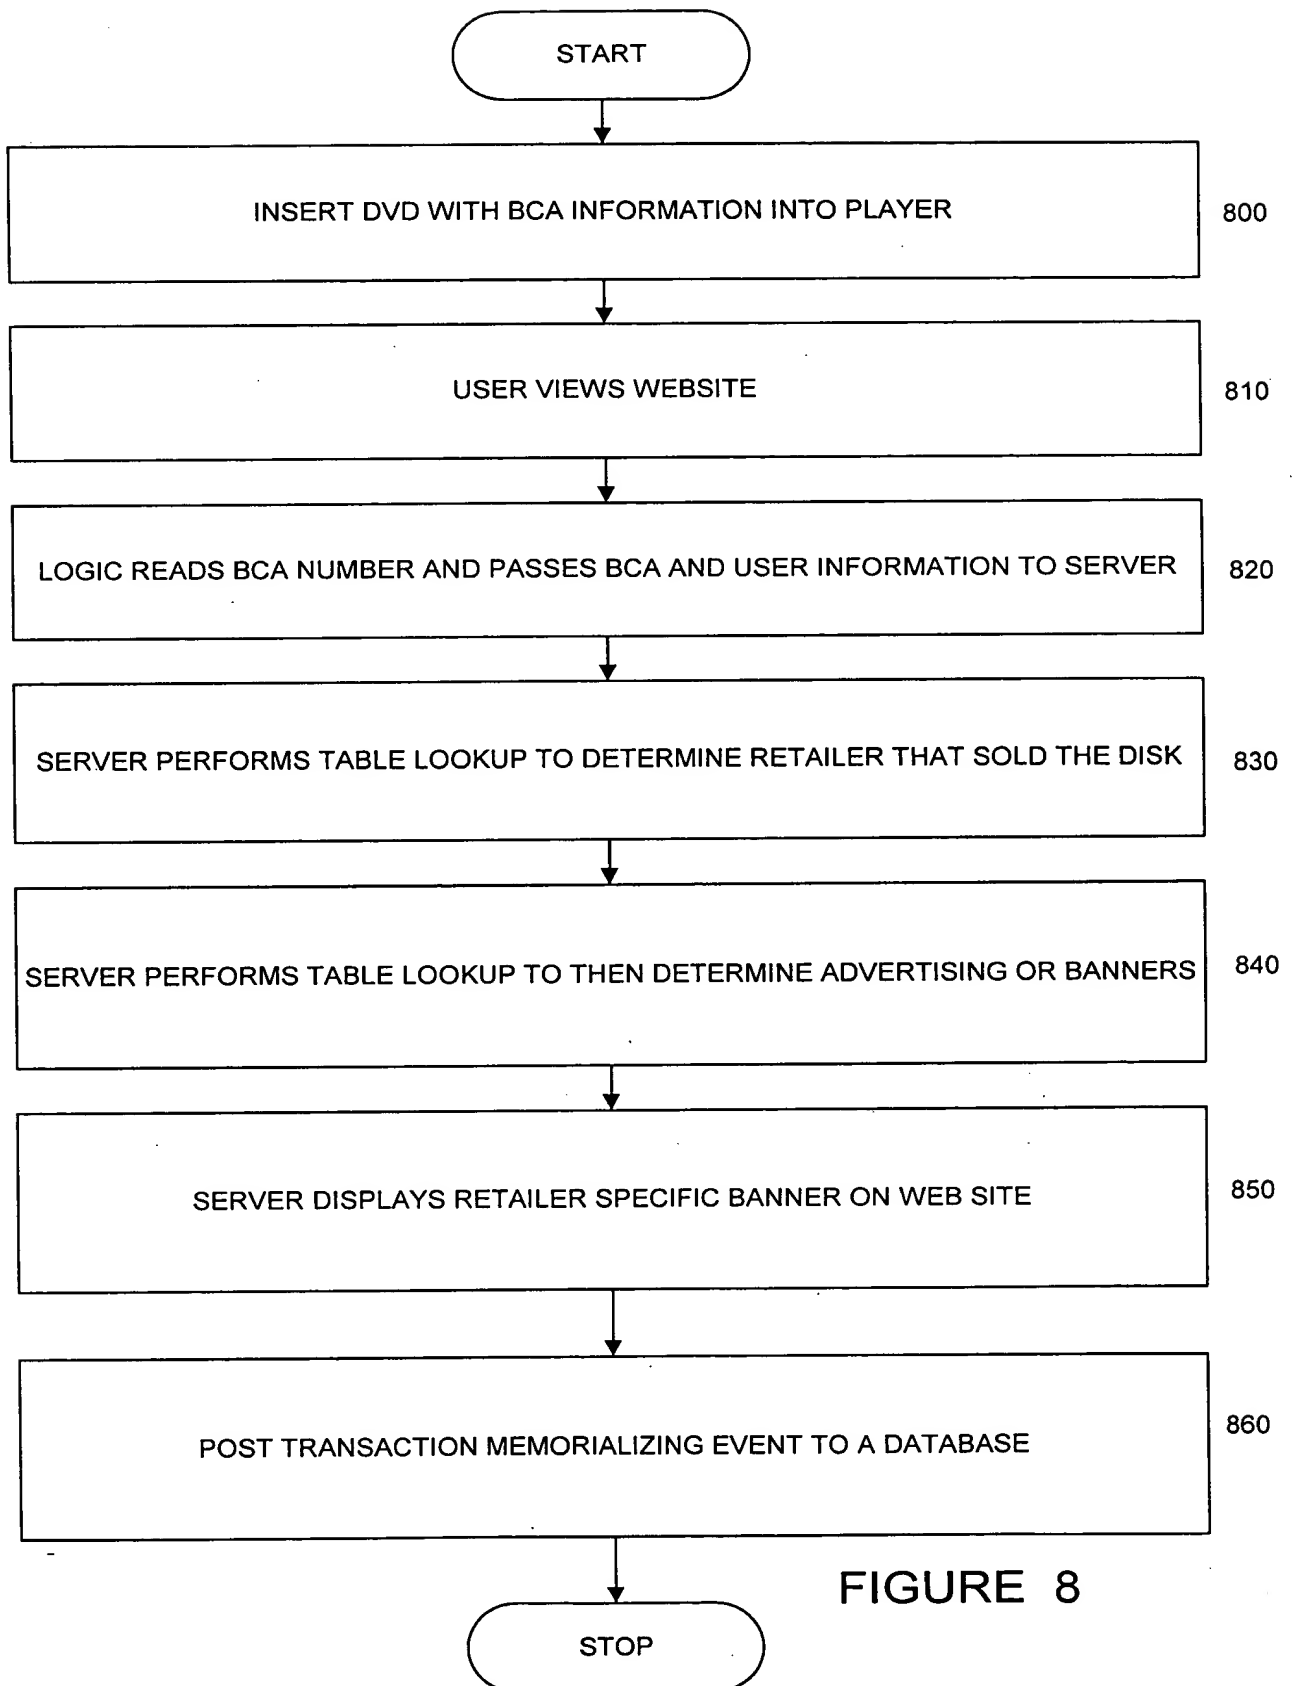 START
INSERT DVD WITH BCA INFORMATION INTO PLAYER
800
USER VIEWS WEBSITE
810
LOGIC READS BCA NUMBER AND PASSES BCA AND USER INFORMATION TO SERVER
820
SERVER PERFORMS TABLE LOOKUP TO DETERMINE RETAILER THAT SOLD THE DISK
830
SERVER PERFORMS TABLE LOOKUP TO THEN DETERMINE ADVERTISING OR BANNERS
840
SERVER DISPLAYS RETAILER SPECIFIC BANNER ON WEB SITE
850
POST TRANSACTION MEMORIALIZING EVENT TO A DATABASE
860
FIGURE 8
STOP